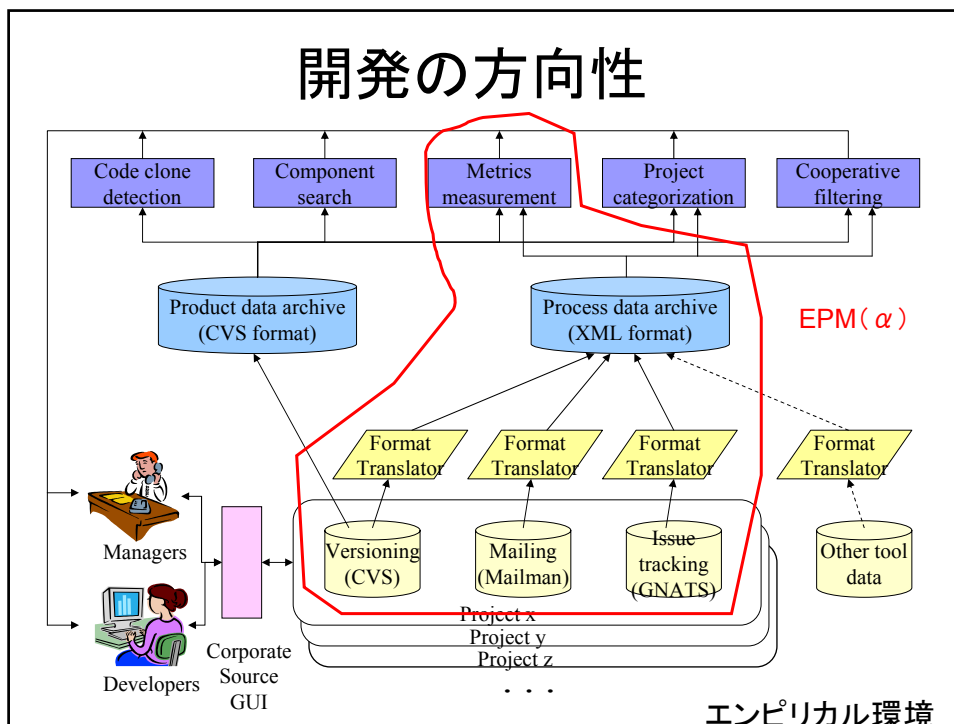 開発の方向性
Code clone
detection
Component
search
Metrics
measurement
Project
categorization
Cooperative
filtering
Product data archive
(CVS format)
Process data archive
(XML format)
EPM(α)
Format
Translator
Format
Translator
Format
Translator
Format
Translator
Managers
Versioning
(CVS)
Mailing
(Mailman)
Issue
tracking
(GNATS)
Other tool
data
Project x
Project y
Project z
Developers
Corporate
Source
GUI
・・・
エンピリカル環境